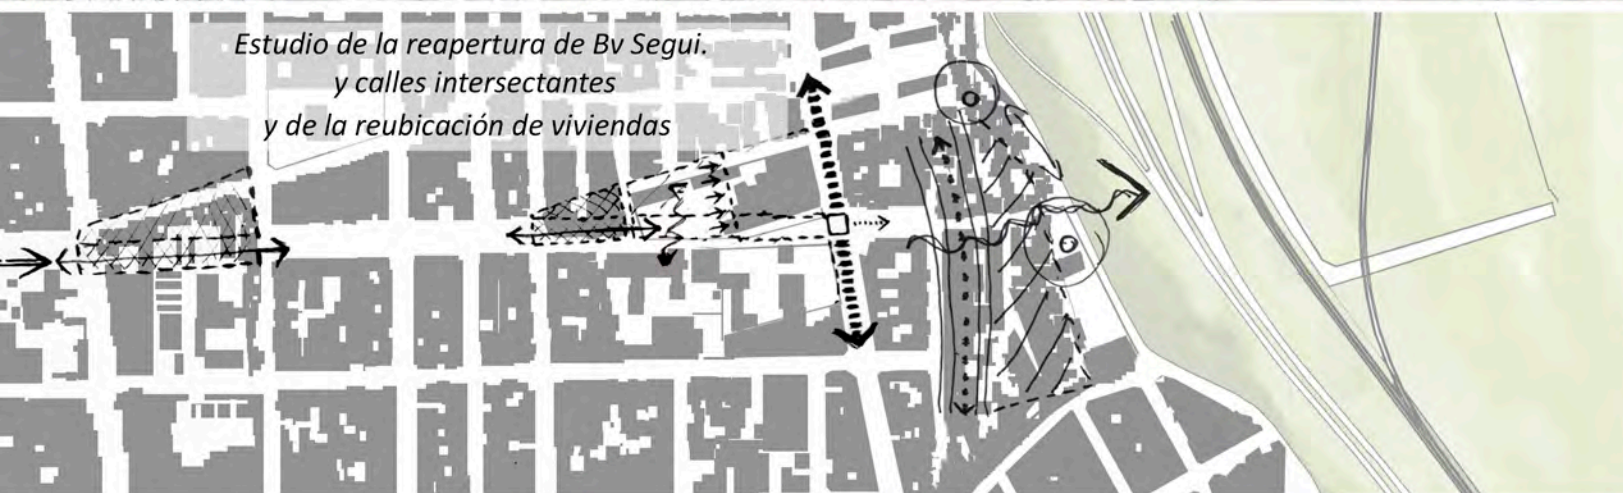 Estudio de la reapertura de Bv Segui.
y calles intersectantes
y de la reubicación de viviendas